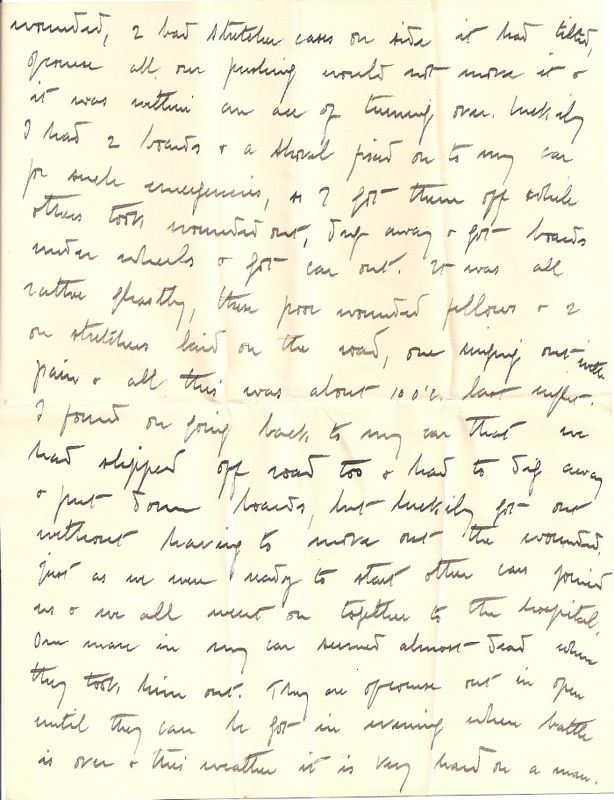 wounded, 2 bad stretcher cases on side it had tilted,
ofcourse all our pushing would not move it &
it was within an ace of turning over. Luckily
I had 2 boards & a shovel fixed on to my car
for such emergencies, so I got them off while
others took wounded out, dug away & got boards
under wheels & got car out. It was all
rather ghastly, these poor wounded fellows & 2
on stretchers laid on the road, one singing out with
pain & all this was about 10 o'c. last night.
I found on going back to my car that we
had slipped off road too & had to dig away
& put down boards, but luckily got out
without having to move out the wounded.
Just as we were ready to start other cars joined
us & we all went on together to the hospital.
One man in my car seemed almost dead when
they took him out. They are ofcourse out in open
until they can be got in evening when battle
is over & this weather it is very hard on a man.